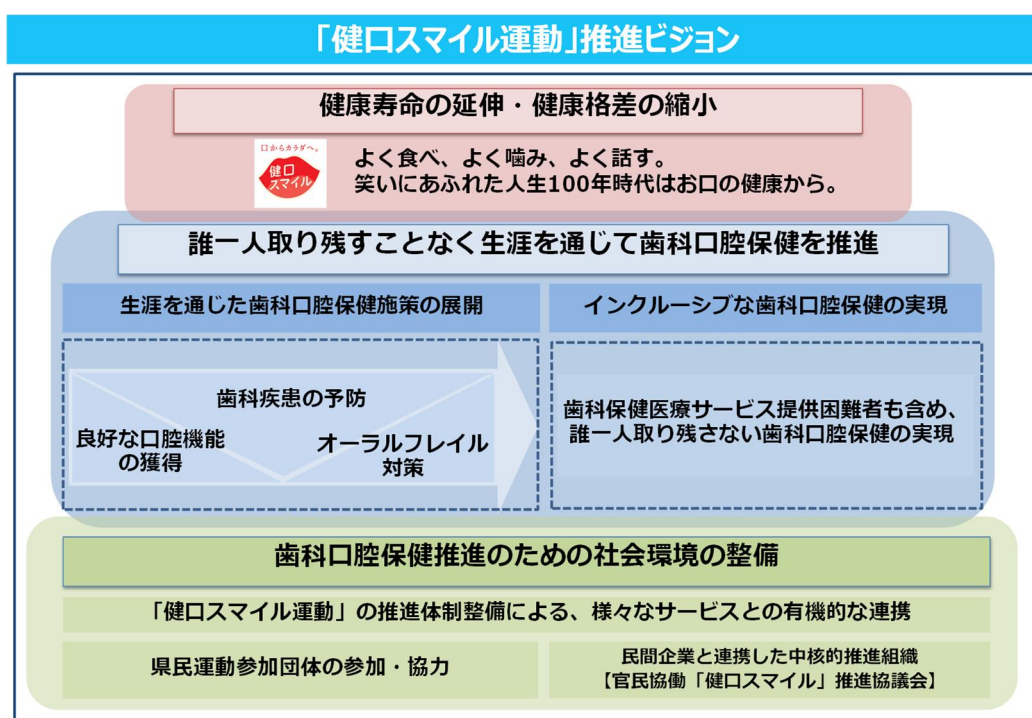 「健口スマイル運動」推進ビジョン
健康寿命の延伸・健康格差の縮小
口からカラダへ。
健口
スマイル
よく食べ、よく噛み、よく話す。
笑いにあふれた人生100年時代はお口の健康から。
誰一人取り残すことなく生涯を通じて歯科口腔保健を推進
生涯を通じた歯科口腔保健施策の展開
インクルーシブな歯科口腔保健の実現
歯科疾患の予防
良好な口腔機能
の獲得
オーラルフレイル
対策
歯科保健医療サービス提供困難者も含め、
誰一人取り残さない歯科口腔保健の実現
歯科口腔保健推進のための社会環境の整備
「健口スマイル運動」の推進体制整備による、様々なサービスとの有機的な連携
県民運動参加団体の参加・協力
民間企業と連携した中核的推進組織
【官民協働「健口スマイル」推進協議会】